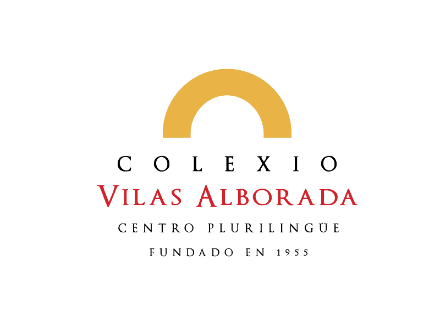 COLEXIO
VILAS ALBORADA
CENTRO PLURILINGÜE
FUNDADO EN 1955